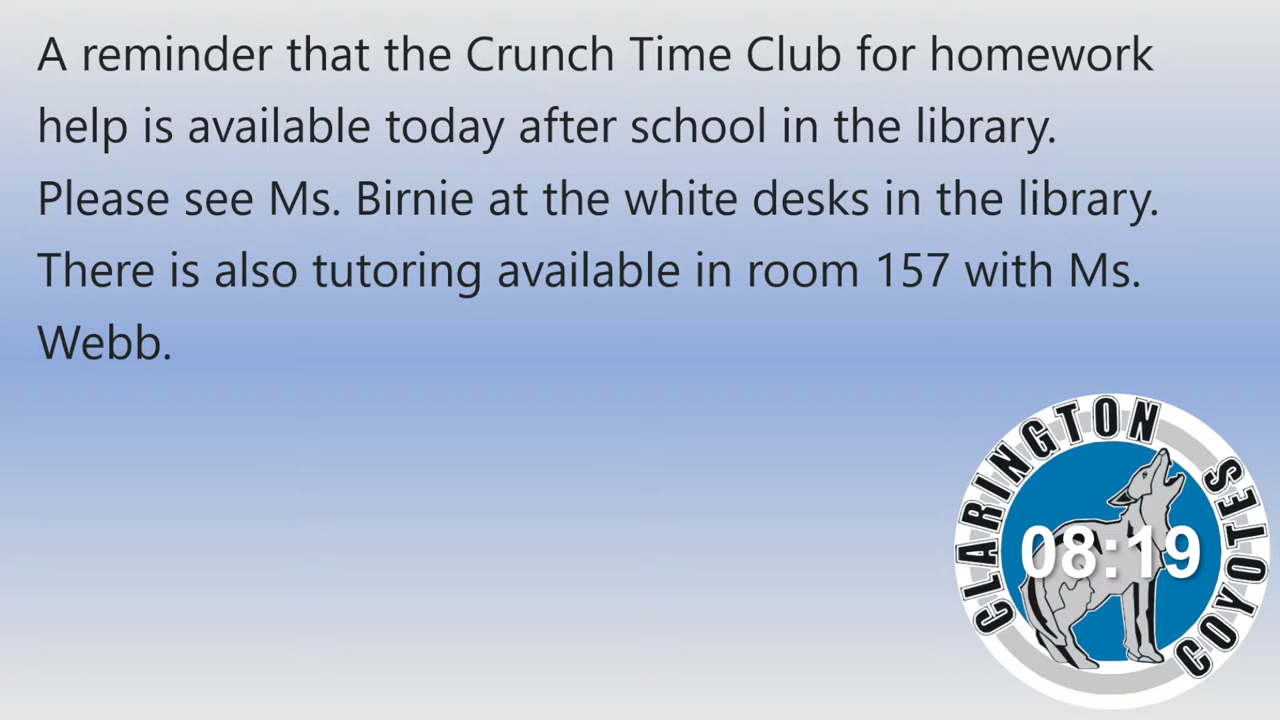 A reminder that the Crunch Time Club for homework
help is available today after school in the library.
Please see Ms. Birnie at the white desks in the library.
There is also tutoring available in room 157 with Ms.
Webb.
CLARINGTON
COYOTES
08:19